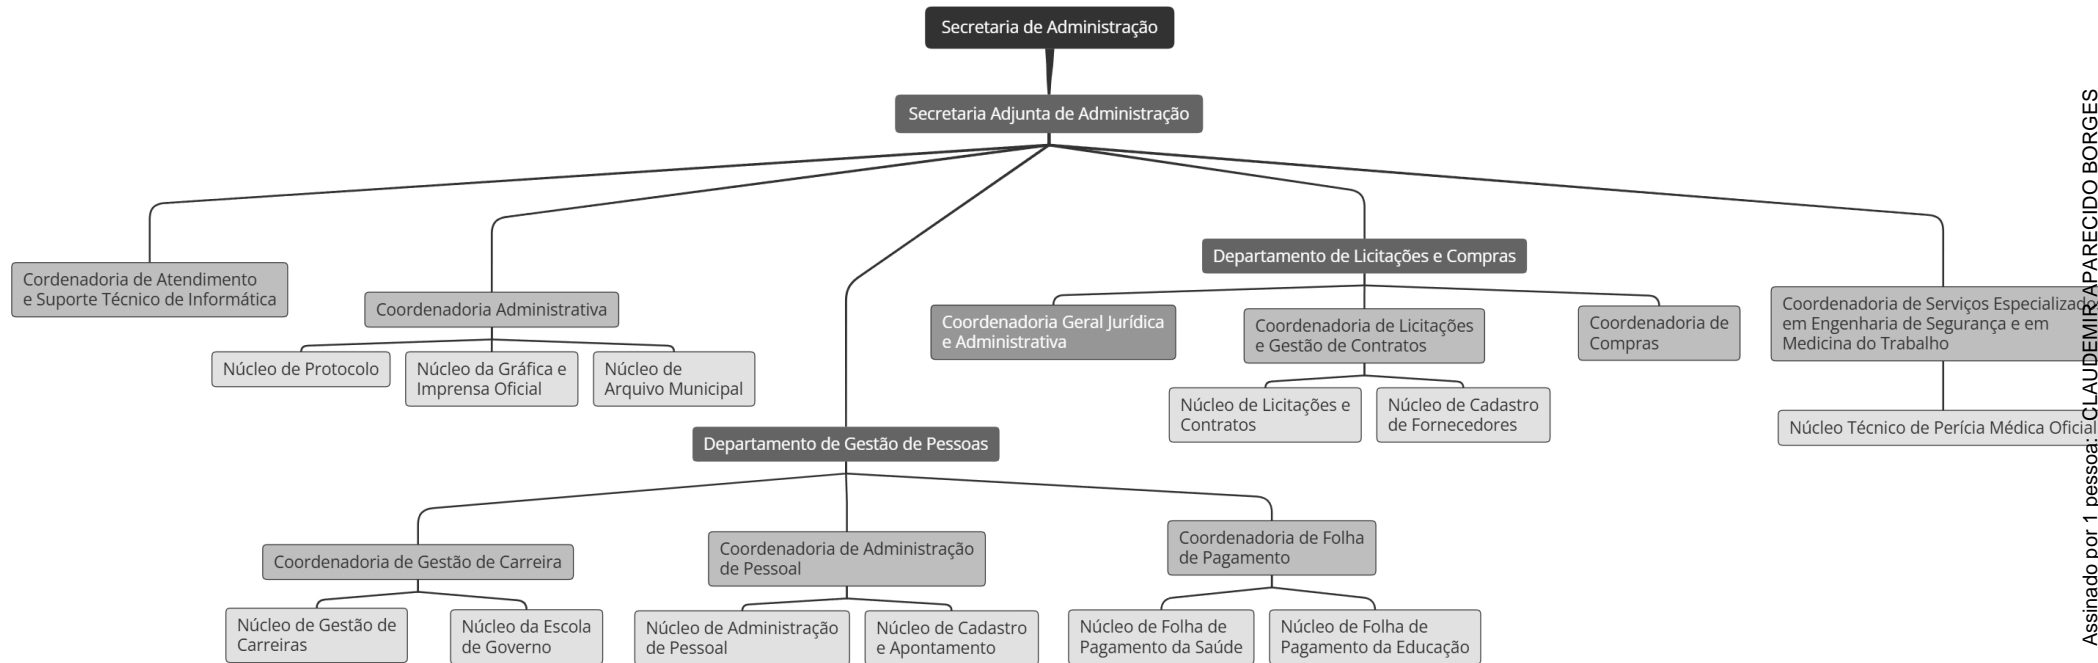 Secretaria de Administração
Secretaria Adjunta de Administração
Cordenadoria de Atendimento
e Suporte Técnico de Informática
Coordenadoria Administrativa
Núcleo de Protocolo
Núcleo da Gráfica e
Imprensa Oficial
Núcleo de
Arquivo Municipal
Departamento de Licitações e Compras
Coordenadoria Geral Jurídica
e Administrativa
Coordenadoria de Licitações
e Gestão de Contratos
Coordenadoria de
Compras
Núcleo de Licitações e
Contratos
Núcleo de Cadastro
de Fornecedores
Coordenadoria de Serviços Especializado
em Engenharia de Segurança e em
Medicina do Trabalho
Núcleo Técnico de Perícia Médica Oficial
Departamento de Gestão de Pessoas
Coordenadoria de Gestão de Carreira
Núcleo de Gestão de
Carreiras
Núcleo da Escola
de Governo
Coordenadoria de Administração
de Pessoal
Núcleo de Administração
de Pessoal
Núcleo de Cadastro
e Apontamento
Coordenadoria de Folha
de Pagamento
Núcleo de Folha de
Pagamento da Saúde
Núcleo de Folha de
Pagamento da Educação
Assinado por 1 pessoa: CLAUDEMIR APARECIDO BORGES